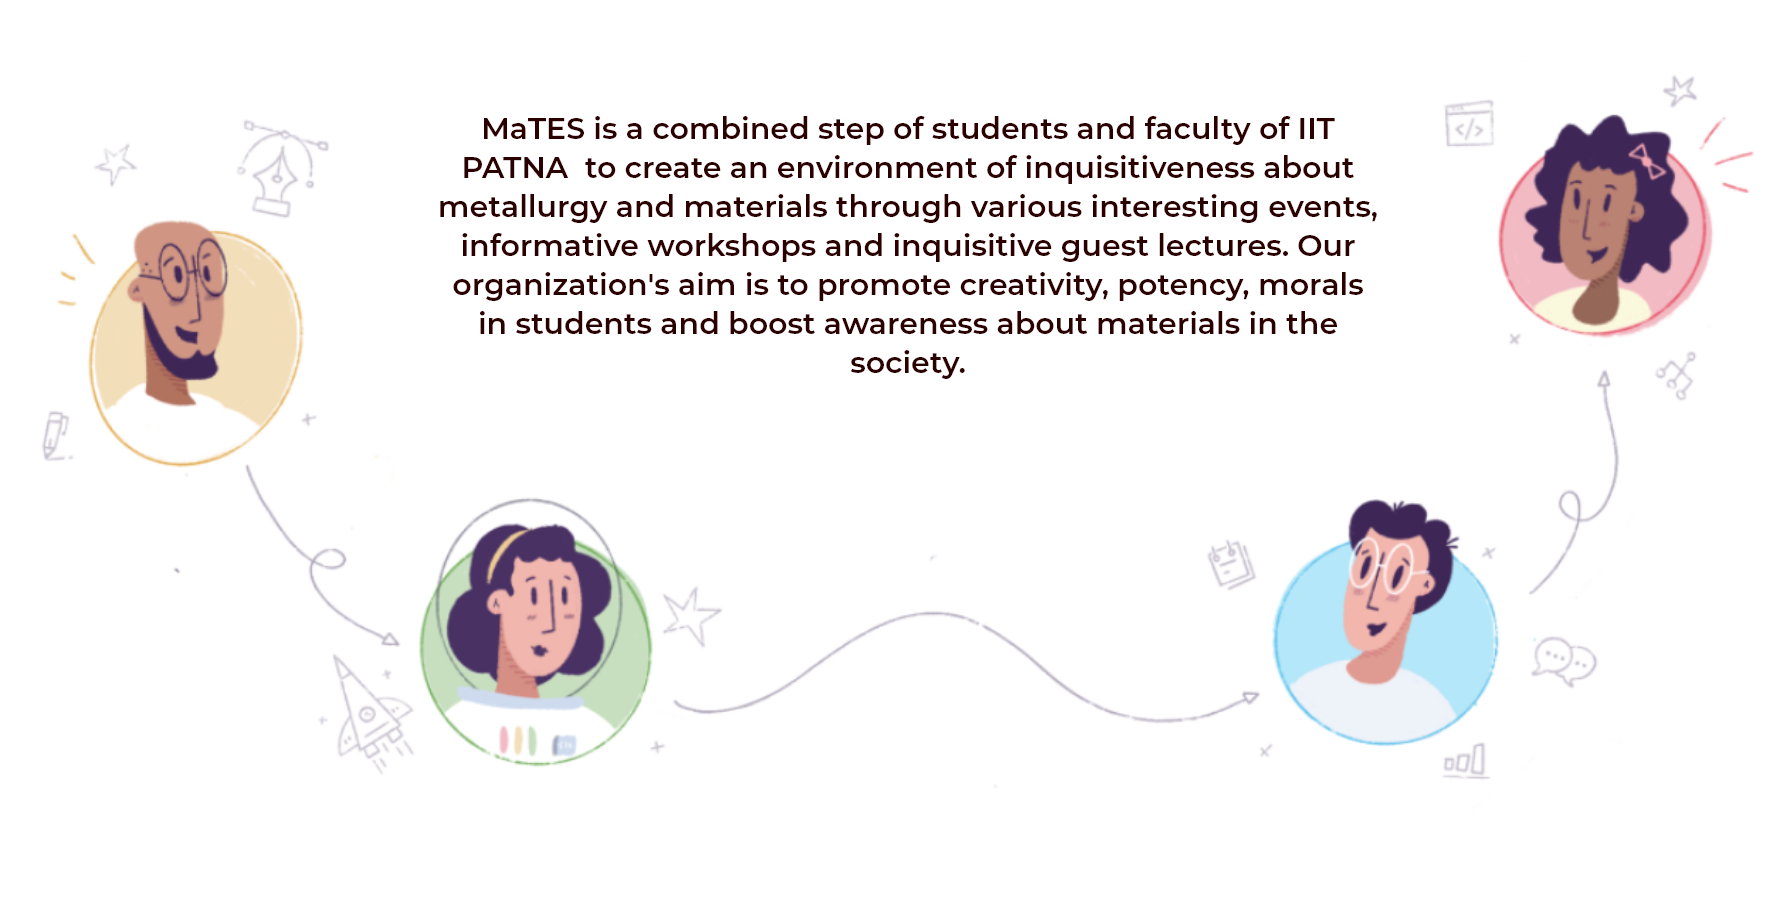 MaTES is a combined step of students and faculty of IIT
PATNA  to create an environment of inquisitiveness about
metallurgy and materials through various interesting events,
informative workshops and inquisitive guest lectures. Our
organization's aim is to promote creativity, potency, morals
in students and boost awareness about materials in the
society.